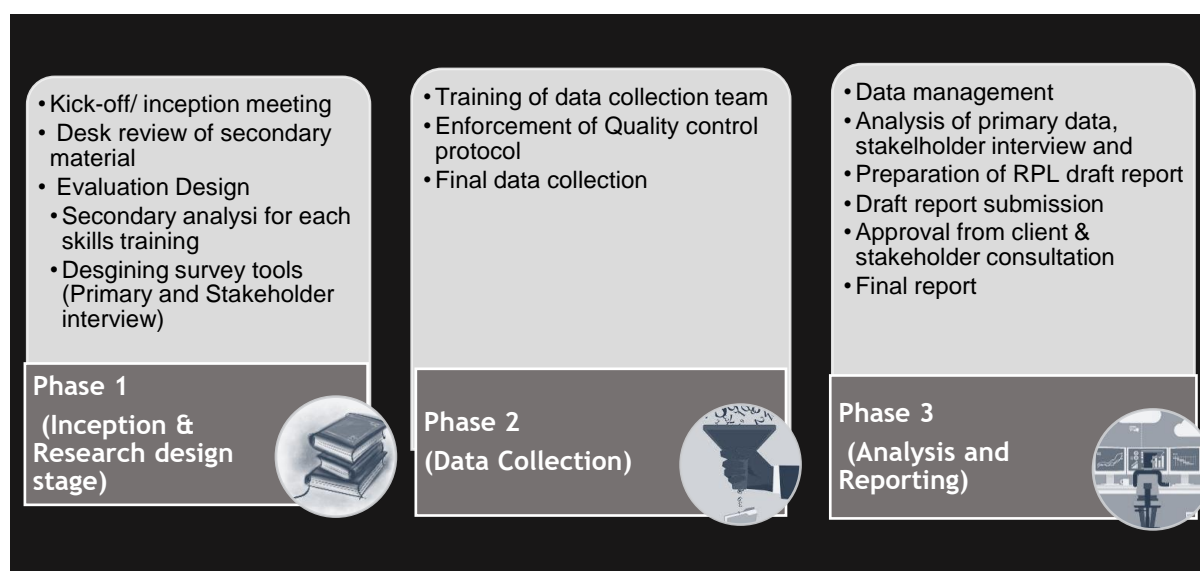 •Kick-off/ inception meeting
• Desk review of secondary
material
• Evaluation Design
•Secondary analysi for each
skills training
•Desgining survey tools
(Primary and Stakeholder
interview)
Phase 1
(Inception &
Research design
stage)
•Training of data collection team
•Enforcement of Quality control
protocol
•Final data collection
Phase 2
(Data Collection)
•Data management
•Analysis of primary data,
stakelholder interview and
•Preparation of RPL draft report
•Draft report submission
•Approval from client &
stakeholder consultation
•Final report
Phase 3
(Analysis and
Reporting)